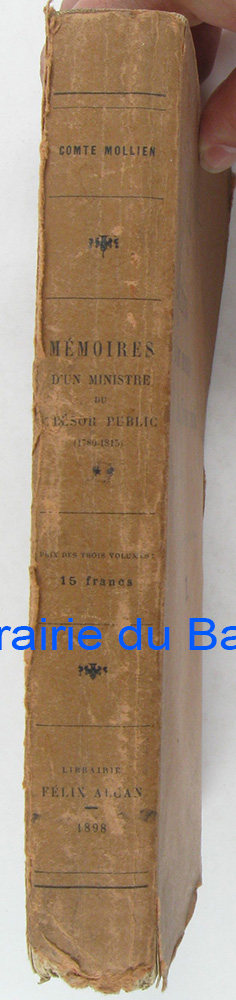 COMTE MOLLIEN
MÉMOIRES
D'UN MINISTRE
DU
TRÉSOR PUBLIC
(1780-1815)
PRIX DES TROIS VOLUMES:
15 francs
rairie du Ba
LIBRAIRIE
FÉLIX ALCAN
1898